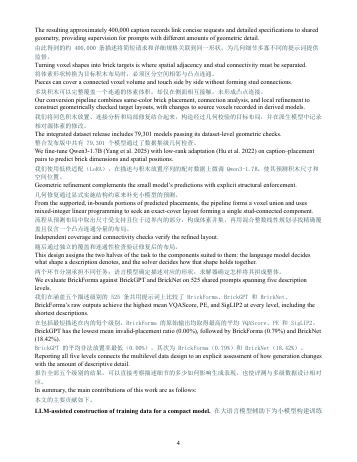 The resulting approximately 400,000 caption records link concise requests and detailed specifications to shared
geometry, providing supervision for prompts with different amounts of geometric detail.
由此得到的约 400,000 条描述将简短请求和详细规格关联到同一形状，为几何细节多寡不同的提示词提供
监督。
Turning voxel shapes into brick targets is where spatial adjacency and stud connectivity must be separated.
将体素形状转换为目标积木布局时，必须区分空间相邻与凸点连通。
Pieces can cover a connected voxel volume and touch side by side without forming stud connections.
多块积木可以完整覆盖一个连通的体素体积，却仅在侧面相互接触，未形成凸点连接。
Our conversion pipeline combines same-color brick placement, connection analysis, and local refinement to
construct geometrically checked target layouts, with changes to source voxels recorded in derived models.
我们将同色积木放置、连接分析和局部修复结合起来，构造经过几何校验的目标布局，并在派生模型中记录
相对源体素的修改。
The integrated dataset release includes 79,301 models passing its dataset-level geometric checks.
整合发布版中共有 79,301 个模型通过了数据集级几何检查。
We fine-tune Qwen3-1.7B (Yang et al. 2025) with low-rank adaptation (Hu et al. 2022) on caption-placement
pairs to predict brick dimensions and spatial positions.
我们使用低秩适配（LoRA），在描述与积木放置序列的配对数据上微调 Qwen3-1.7B，使其预测积木尺寸和
空间位置。
Geometric refinement complements the small model's predictions with explicit structural enforcement.
几何修复通过显式实施结构约束来补充小模型的预测。
From the supported, in-bounds portions of predicted placements, the pipeline forms a voxel union and uses
mixed-integer linear programming to seek an exact-cover layout forming a single stud-connected component.
流程从预测布局中取出尺寸受支持且位于边界内的部分，构成体素并集，再用混合整数线性规划寻找精确覆
盖且仅含一个凸点连通分量的布局。
Independent coverage and connectivity checks verify the refined layout.
随后通过独立的覆盖和连通性检查验证修复后的布局。
This design assigns the two halves of the task to the components suited to them: the language model decides
what shape a description denotes, and the solver decides how that shape holds together.
两个环节分别承担不同任务：语言模型确定描述对应的形状，求解器确定怎样将其拼成整体。
We evaluate BrickForma against BrickGPT and BrickNet on 525 shared prompts spanning five description
levels.
我们在涵盖五个描述级别的 525 条共用提示词上比较了 BrickForma、BrickGPT 和 BrickNet。
BrickForma's raw outputs achieve the highest mean VQAScore, PE, and SigLIP2 at every level, including the
shortest descriptions.
在包括最短描述在内的每个级别，BrickForma 的原始输出均取得最高的平均 VQAScore、PE 和 SigLIP2。
BrickGPT has the lowest mean invalid-placement ratio (0.00%), followed by BrickForma (0.79%) and BrickNet
(18.42%).
BrickGPT 的平均非法放置率最低（0.00%），其次为 BrickForma（0.79%）和 BrickNet（18.42%）。
Reporting all five levels connects the multilevel data design to an explicit assessment of how generation changes
with the amount of descriptive detail.
报告全部五个级别的结果，可以直接考察描述细节的多少如何影响生成表现，也使评测与多级数据设计相对
应。
In summary, the main contributions of this work are as follows:
本文的主要贡献如下。
LLM-assisted construction of training data for a compact model. 在大语言模型辅助下为小模型构建训练
4